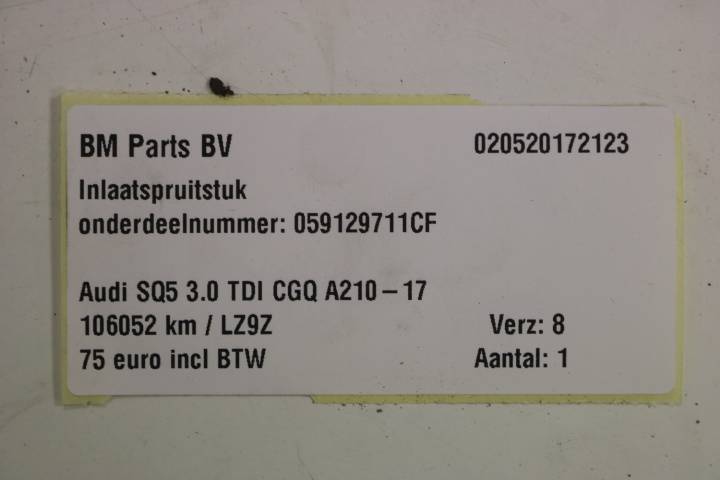 BM Parts BV 020520172123
Inlaatspruitstuk
onderdeelnummer: 059129711CF
Audi SQ5 3.0 TDI CGQ A210-17
106052 km / LZ9Z Verz: 8
75 euro incl BTW Aantal: 1